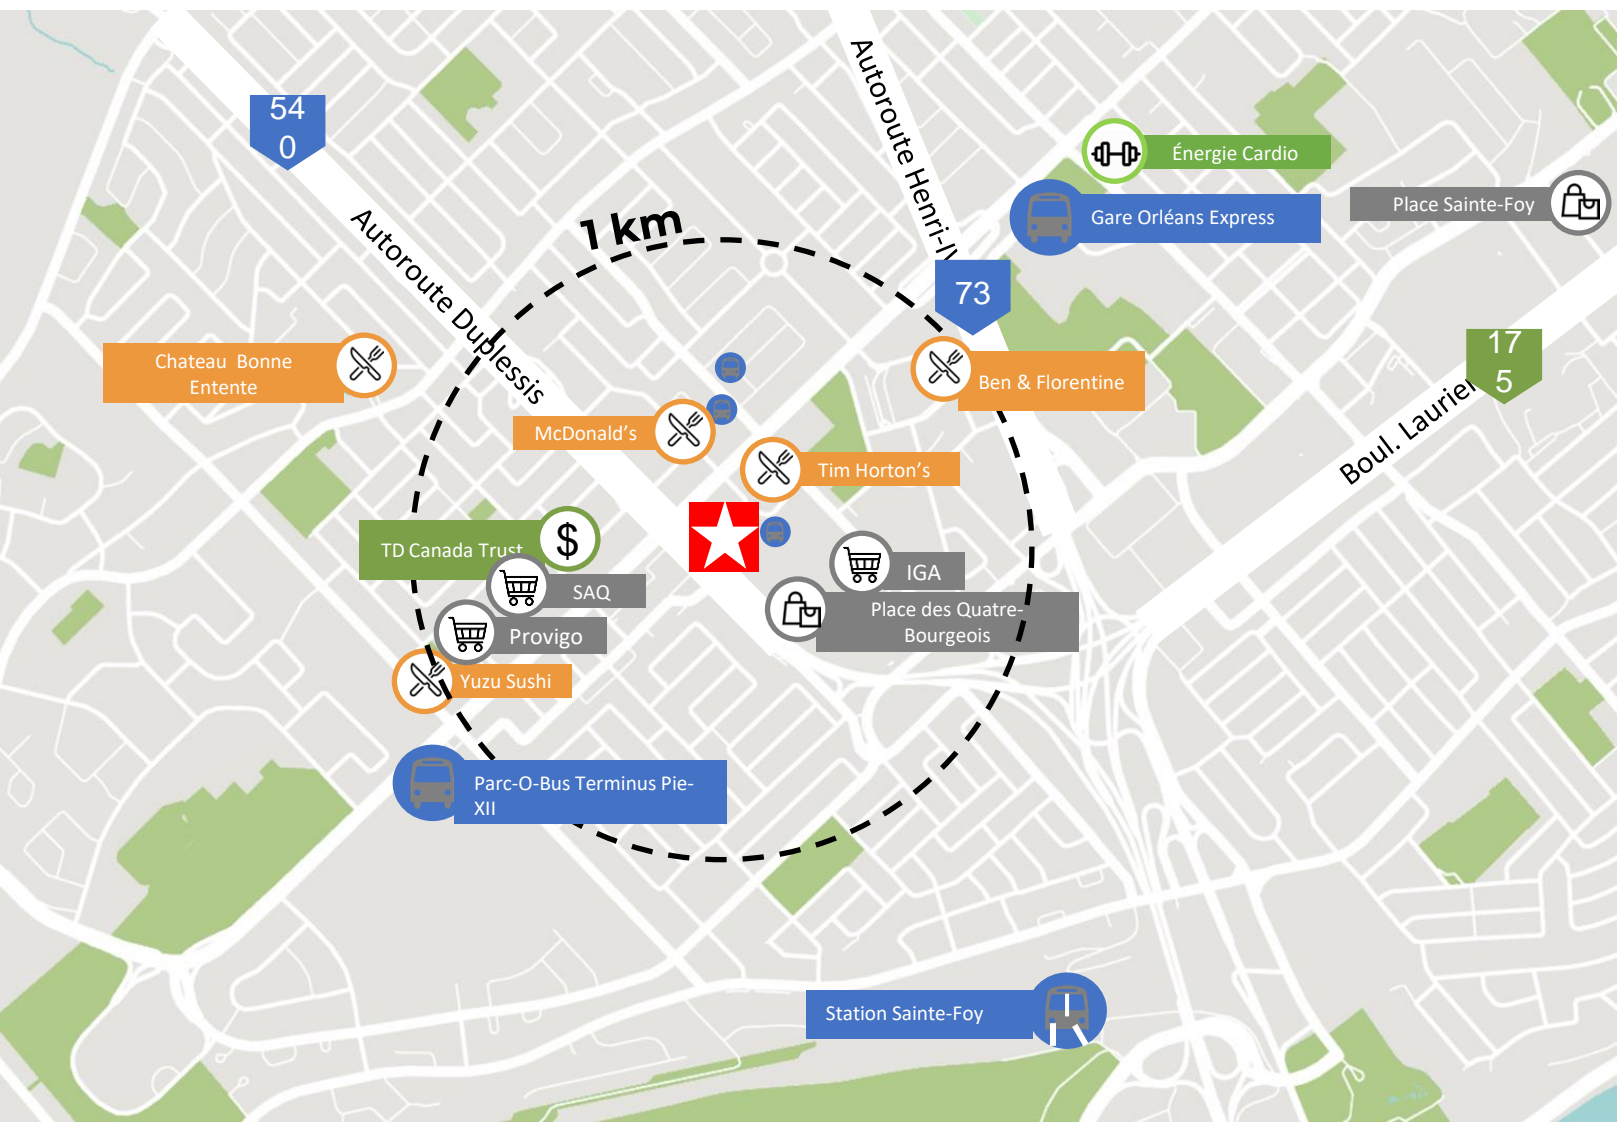 54
0
Autoroute Henri-IV
Énergie Cardio
Place Sainte-Foy
Gare Orléans Express
1 km
Autoroute Duplessis
73
17
5
Chateau  Bonne
Entente
Ben & Florentine
Boul. Laurier
McDonald's
Tim Horton's
TD Canada Trust
$
SAQ
IGA
Place des Quatre-
Bourgeois
Provigo
Yuzu Sushi
Parc-O-Bus Terminus Pie-
XII
Station Sainte-Foy